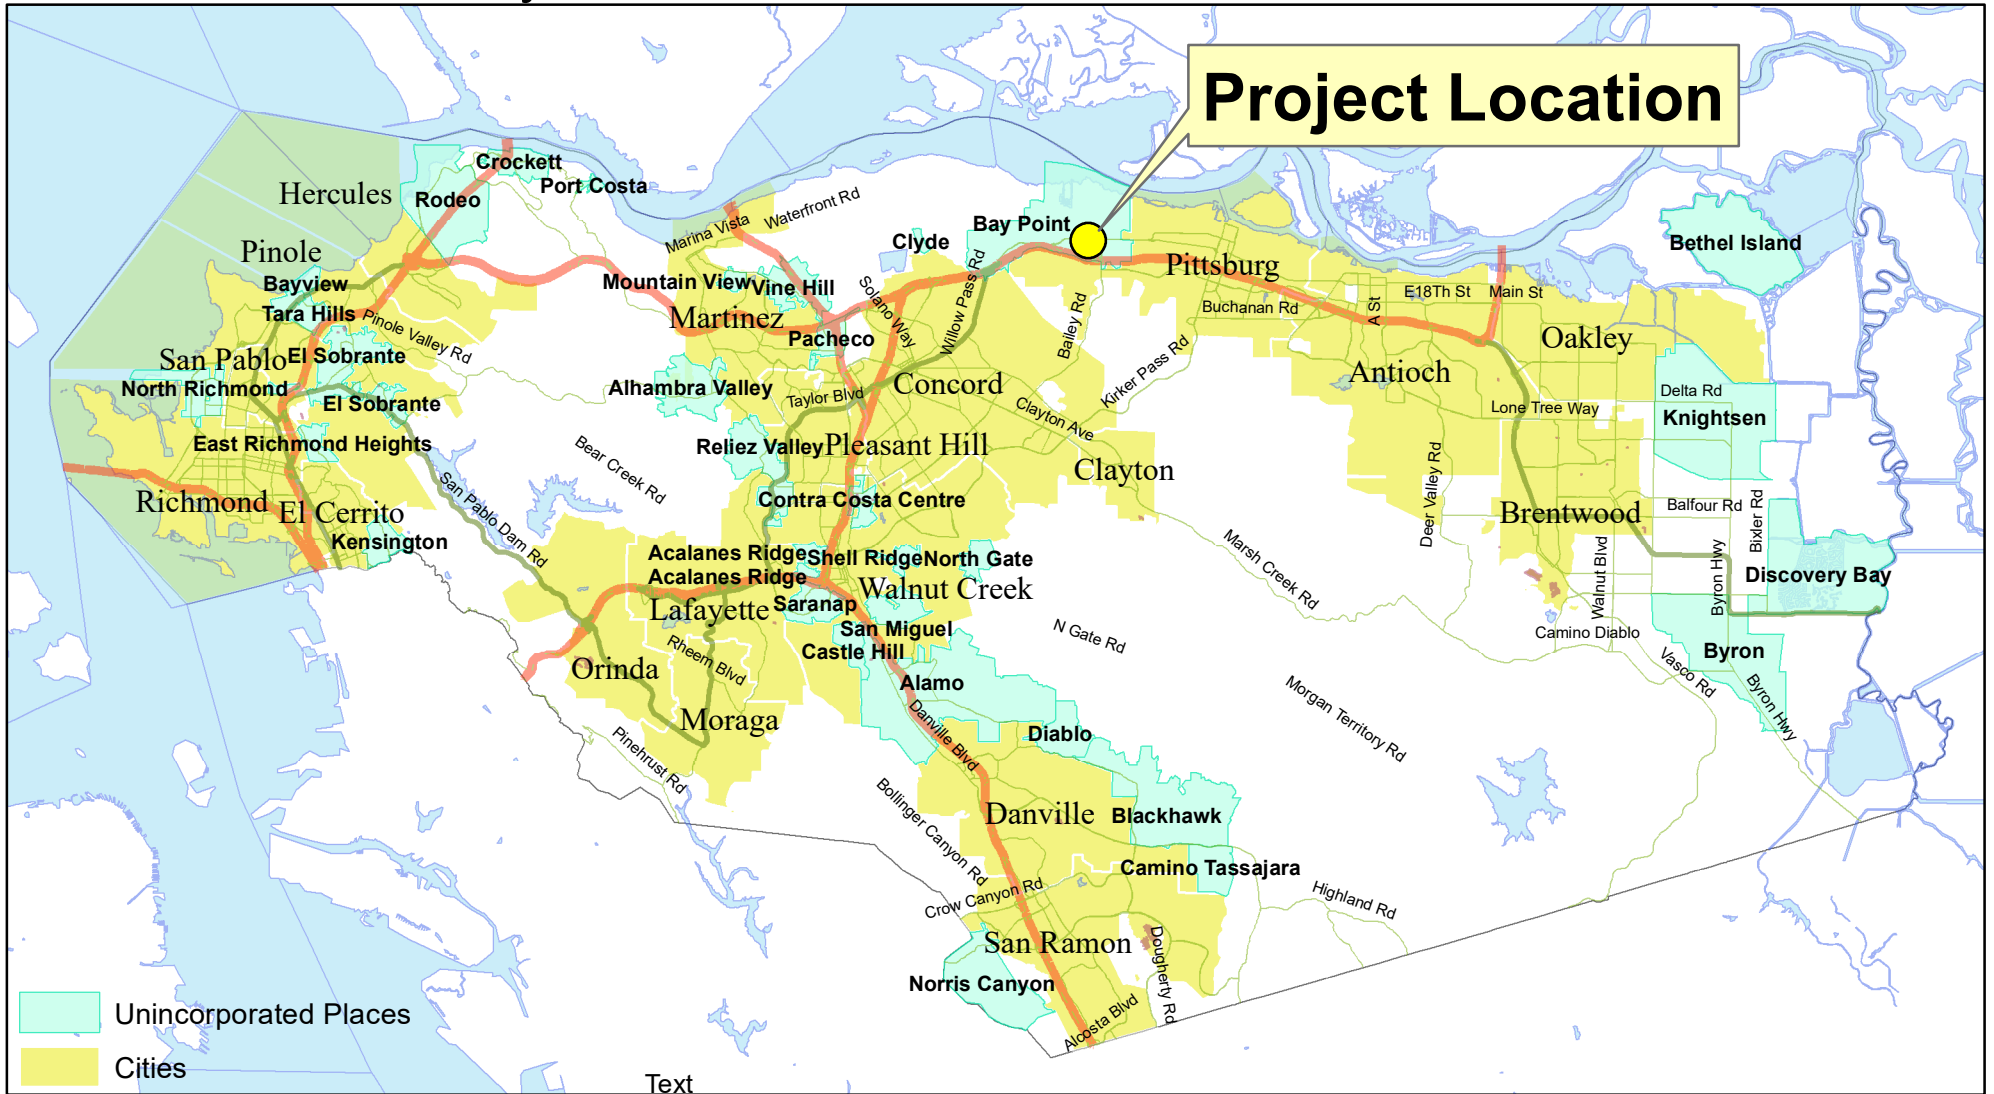 Project Location
Crockett
Port Costa
Hercules
Rodeo
Waterfront Rd
Marina Vista
Bay Point
Clyde
Bethel Island
Pinole
Bayview
Mountain View
Vine Hill
Pittsburg
Tara Hills
Pinole Valley Rd
Martinez
Solano Way
Willow Pass Rd
Bailey Rd
Buchanan Rd
A St
E18Th St
Main St
Oakley
San Pablo
El Sobrante
Pacheco
Kirker Pass Rd
Antioch
North Richmond
El Sobrante
Alhambra Valley
Taylor Blvd
Concord
Clayton Ave
Delta Rd
Lone Tree Way
Knightsen
East Richmond Heights
Bear Creek Rd
Reliez Valley
Pleasant Hill
Clayton
Deer Valley Rd
Richmond
El Cerrito
San Pablo Dam Rd
Contra Costa Centre
Brentwood
Balfour Rd
Bixler Rd
Kensington
Acalanes Ridge
Shell Ridge
North Gate
Marsh Creek Rd
Acalanes Ridge
Walnut Creek
Walnut Blvd
Byron Hwy
Discovery Bay
Lafayette
Saranap
San Miguel
N Gate Rd
Camino Diablo
Orinda
Rheem Blvd
Castle Hill
Byron
Vasco Rd
Alamo
Morgan Territory Rd
Byron Hwy
Moraga
Danville Blvd
Diablo
Pinehrust Rd
Bollinger Canyon Rd
Danville
Blackhawk
Camino Tassajara
Crow Canyon Rd
Highland Rd
San Ramon
Dougherty Rd
Norris Canyon
Alcosta Blvd
Unincorporated Places
Cities
Text